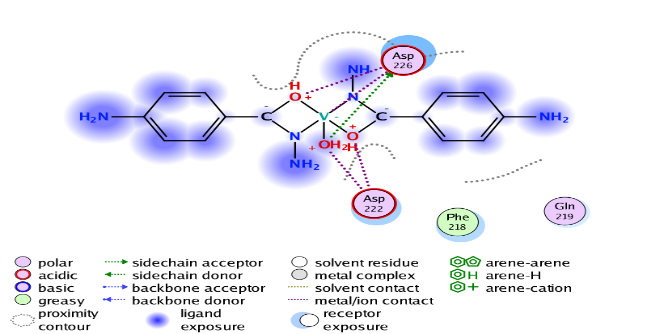 Asp
226
H
O +
NH
N
H₂N
C -
V
C -
NH₂
N
+
O
H
+ OH₂
NH₂
Asp
222
Phe
218
Gln
219
polar
acidic
basic
greasy
proximity
contour
sidechain acceptor
sidechain donor
backbone acceptor
backbone donor
ligand
exposure
solvent residue
metal complex
solvent contact
metal/ion contact
receptor
exposure
arene-arene
H arene-H
+ arene-cation